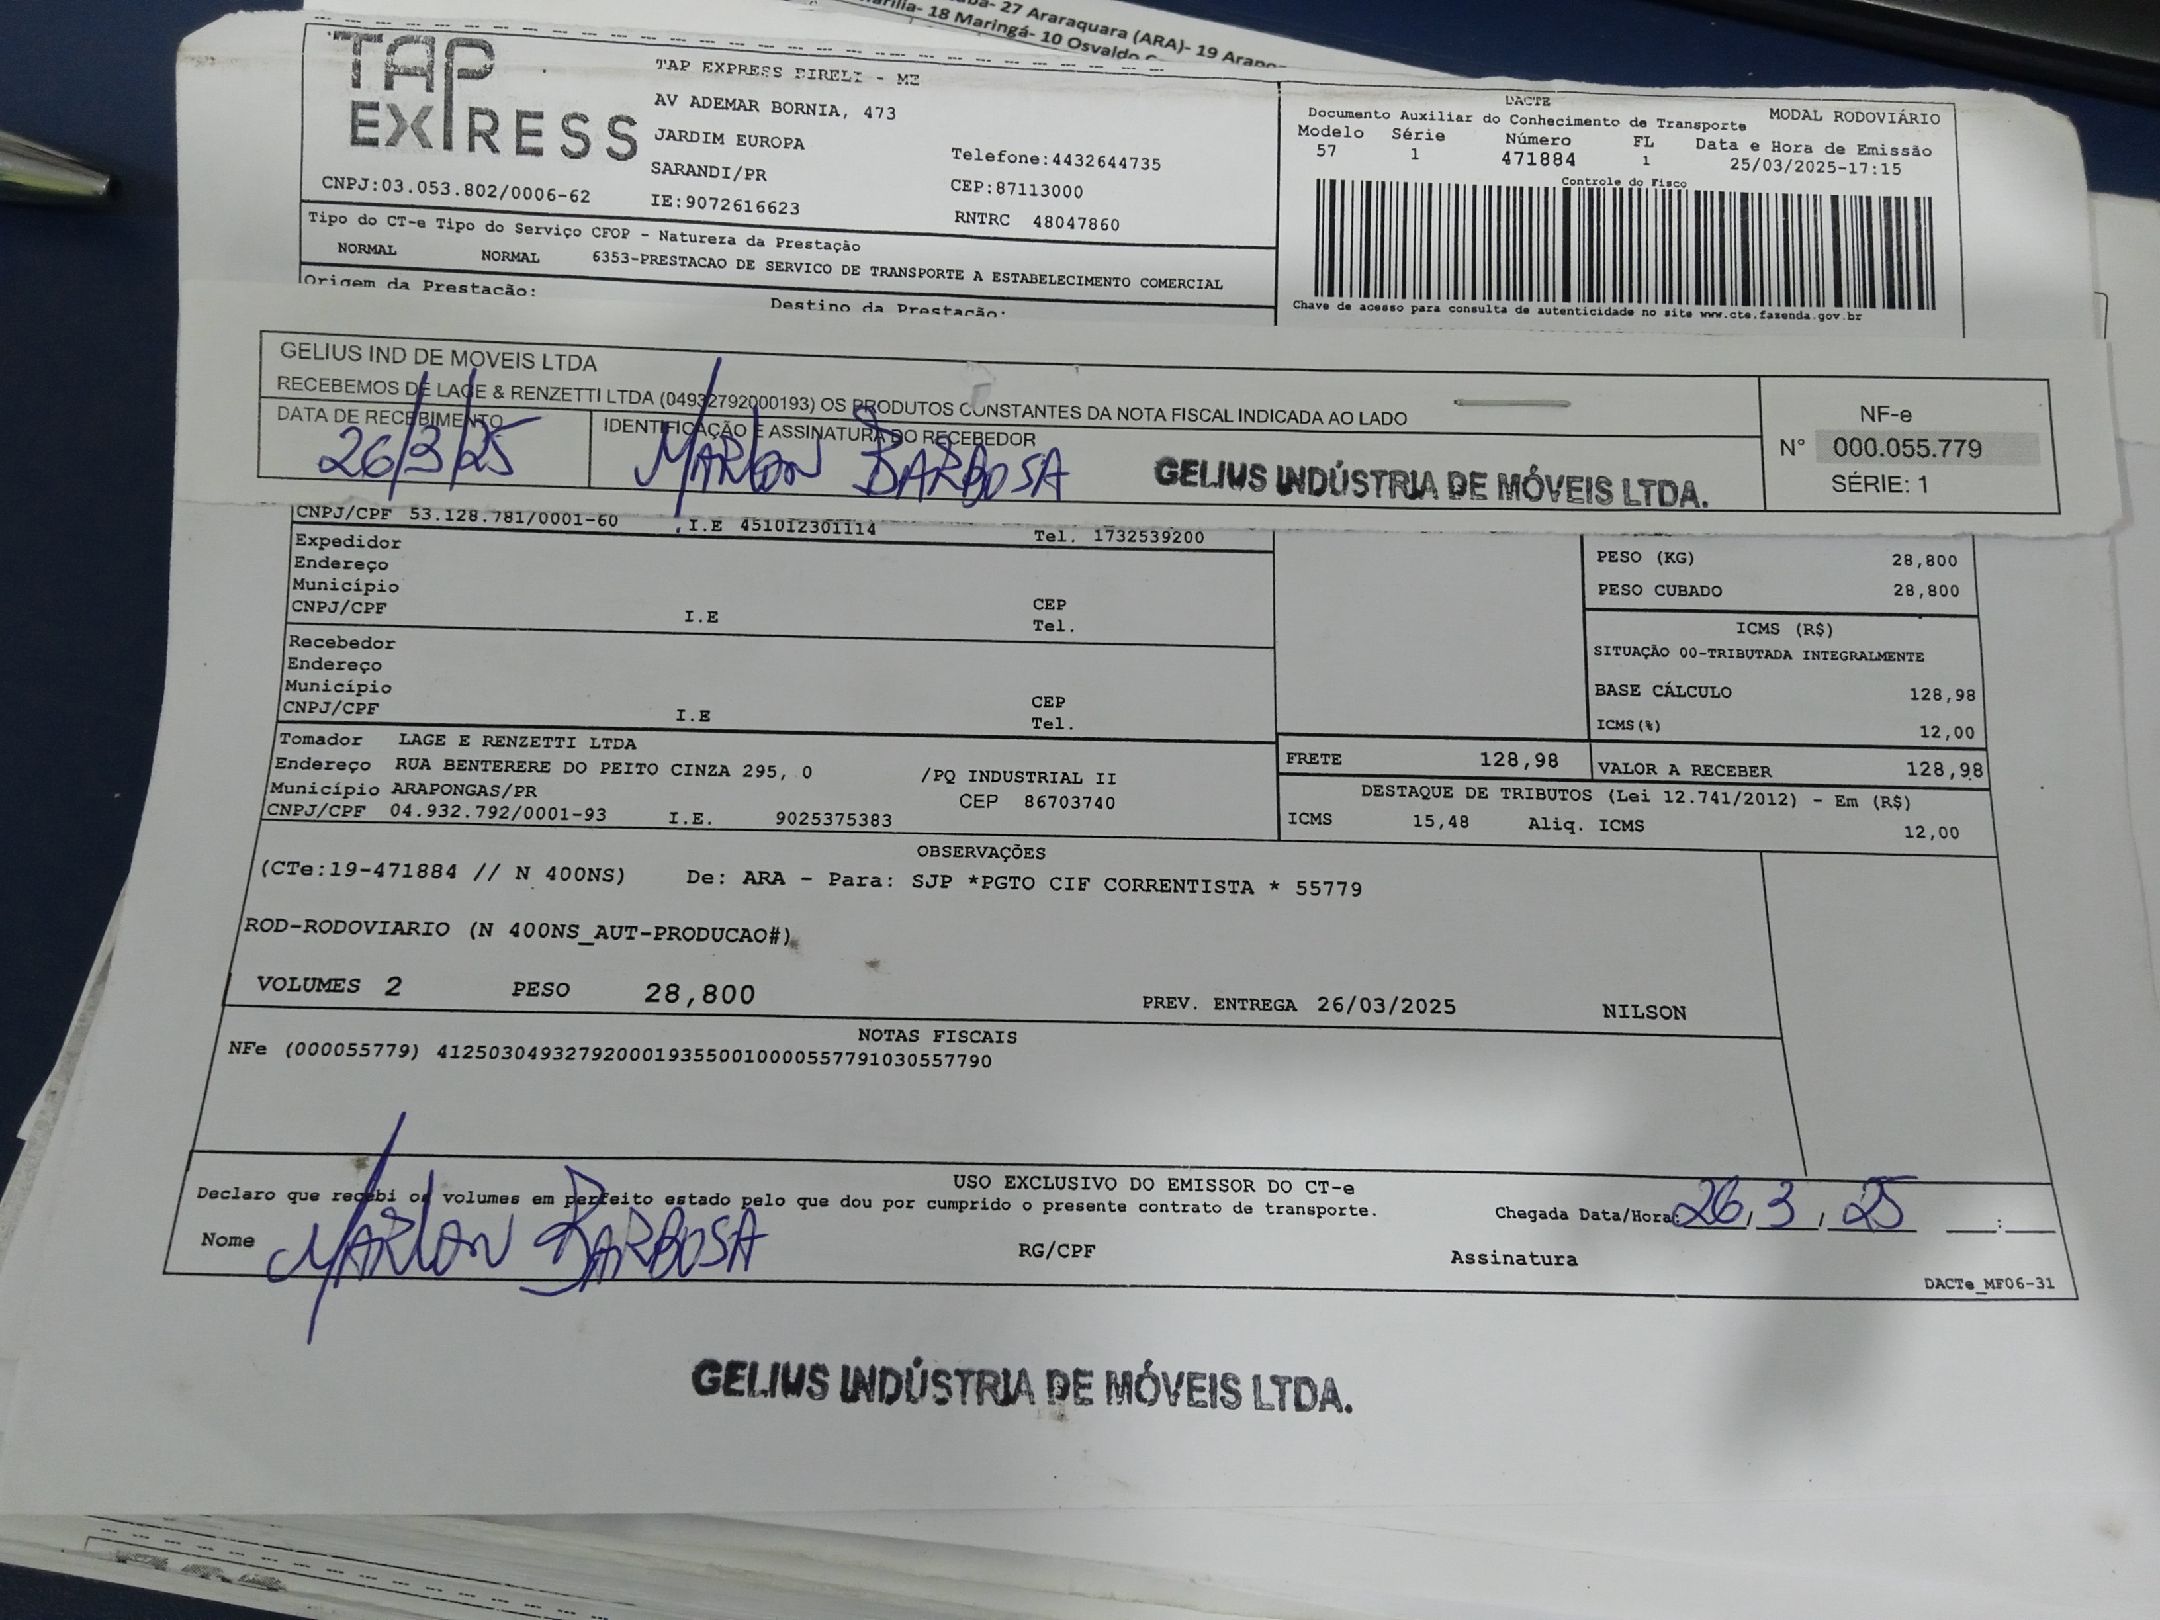 27 Araraquara (ARA)- 19
18 Maringá- 10 Osvaldo
TAP
EXPRESS
TAP EXPRESS EIRELI - ME
AV ADEMAR BORNIA, 473
JARDIM EUROPA
SARANDI/PR
Telefone:4432644735
CEP:87113000
CNPJ:03.053.802/0006-62
IE:9072616623
RNTRC 48047860
DACTE
MODAL RODOVIÁRIO
Documento Auxiliar do Conhecimento de Transporte
Modelo Série Número FL Data e Hora de Emissão
57 1 471884 1 25/03/2025-17:15
Controle do Fisco
Chave de acesso para consulta de autenticidade no site www.cte.fazenda.gov.br
Tipo do CT-e Tipo do Serviço CFOP - Natureza da Prestação
NORMAL NORMAL 6353-PRESTACAO DE SERVICO DE TRANSPORTE A ESTABELECIMENTO COMERCIAL
Origem da Prestação: Destino da Prestação:
GELIUS IND DE MOVEIS LTDA
RECEBEMOS DE LAGE & RENZETTI LTDA (04932792000193) OS PRODUTOS CONSTANTES DA NOTA FISCAL INDICADA AO LADO
DATA DE RECEBIMENTO
26/3/25
IDENTIFICAÇÃO E ASSINATURA DO RECEBEDOR
MARLON BARBOSA
GELIUS INDÚSTRIA DE MÓVEIS LTDA.
NF-e
N° 000.055.779
SÉRIE: 1
CNPJ/CPF 53.128.781/0001-60 I.E 451012301114 Tel. 1732539200
Expedidor
Endereço
Município CEP
CNPJ/CPF I.E Tel.
Recebedor
Endereço
Município CEP
CNPJ/CPF I.E Tel.
PESO (KG) 28,800
PESO CUBADO 28,800
ICMS (R$)
SITUAÇÃO 00-TRIBUTADA INTEGRALMENTE
BASE CÁLCULO 128,98
ICMS(%) 12,00
Tomador LAGE E RENZETTI LTDA
Endereço RUA BENTERERE DO PEITO CINZA 295, 0 /PQ INDUSTRIAL II
Município ARAPONGAS/PR CEP 86703740
CNPJ/CPF 04.932.792/0001-93 I.E. 9025375383
FRETE 128,98 VALOR A RECEBER 128,98
DESTAQUE DE TRIBUTOS (Lei 12.741/2012) - Em (R$)
ICMS 15,48 Aliq. ICMS 12,00
OBSERVAÇÕES
(CTe:19-471884 // N 400NS) De: ARA - Para: SJP *PGTO CIF CORRENTISTA * 55779
ROD-RODOVIARIO (N 400NS_AUT-PRODUCAO#)
VOLUMES 2 PESO 28,800 PREV. ENTREGA 26/03/2025 NILSON
NOTAS FISCAIS
NFe (000055779) 41250304932792000193550010000557791030557790
USO EXCLUSIVO DO EMISSOR DO CT-e
Declaro que recebi os volumes em perfeito estado pelo que dou por cumprido o presente contrato de transporte.
Chegada Data/Hora: 26, 3, 25 :
Nome MARLON BARBOSA RG/CPF Assinatura
DACTe_MF06-31
GELIUS INDÚSTRIA DE MÓVEIS LTDA.